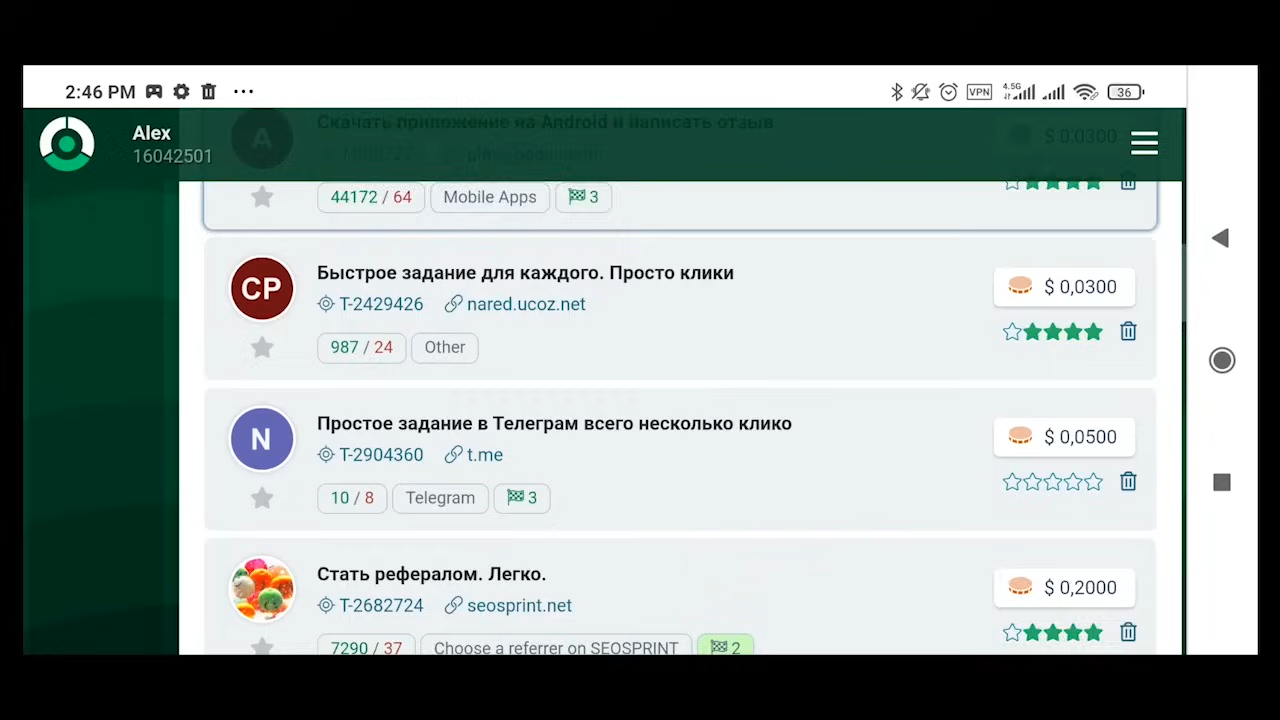 2:46 PM ...
VPN 4.5G 36
Alex
16042501
A
Скачать приложение на Android и написать отзыв
$ 0.0300
44172 / 64 Mobile Apps 3
CP
Быстрое задание для каждого. Просто клики
T-2429426 nared.ucoz.net
$ 0,0300
987 / 24 Other
N
Простое задание в Телеграм всего несколько клико
T-2904360 t.me
$ 0,0500
10 / 8 Telegram 3
Стать рефералом. Легко.
T-2682724 seosprint.net
$ 0,2000
7290 / 37 Choose a referrer on SEOSPRINT 2